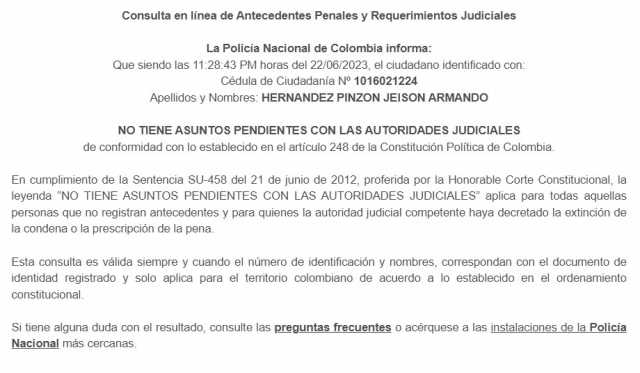 Consulta en línea de Antecedentes Penales y Requerimientos Judiciales
La Policía Nacional de Colombia informa:
Que siendo las 11:28:43 PM horas del 22/06/2023, el ciudadano identificado con:
Cédula de Ciudadanía Nº 1016021224
Apellidos y Nombres: HERNANDEZ PINZON JEISON ARMANDO
NO TIENE ASUNTOS PENDIENTES CON LAS AUTORIDADES JUDICIALES
de conformidad con lo establecido en el artículo 248 de la Constitución Política de Colombia.
En cumplimiento de la Sentencia SU-458 del 21 de junio de 2012, proferida por la Honorable Corte Constitucional, la
leyenda "NO TIENE ASUNTOS PENDIENTES CON LAS AUTORIDADES JUDICIALES" aplica para todas aquellas
personas que no registran antecedentes y para quienes la autoridad judicial competente haya decretado la extinción de
la condena o la prescripción de la pena.
Esta consulta es válida siempre y cuando el número de identificación y nombres, correspondan con el documento de
identidad registrado y solo aplica para el territorio colombiano de acuerdo a lo establecido en el ordenamiento
constitucional.
Si tiene alguna duda con el resultado, consulte las preguntas frecuentes o acérquese a las instalaciones de la Policía
Nacional más cercanas.